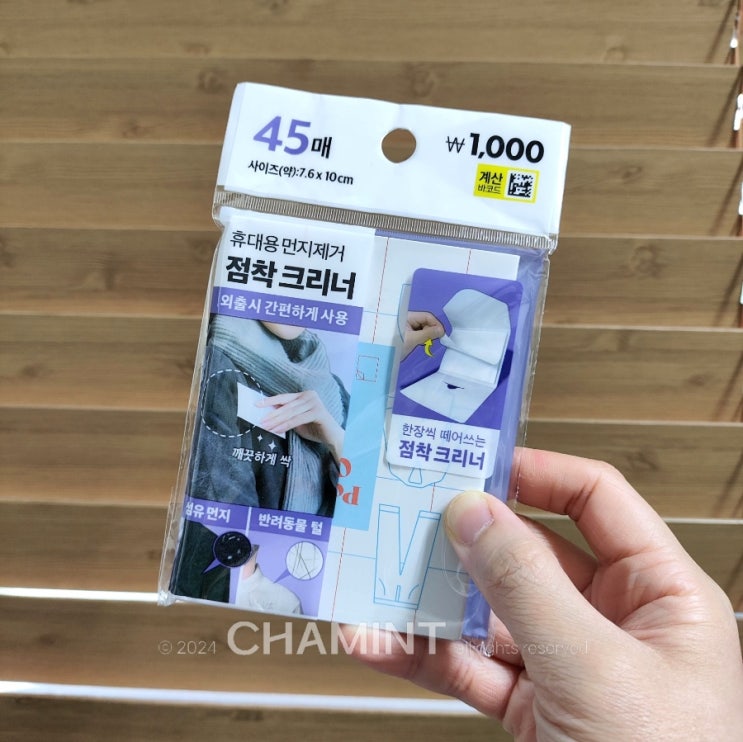 45매
₩1,000
사이즈(약):7.6 x 10cm
계산
바코드
휴대용 먼지제거
점착 크리너
외출시 간편하게 사용
깨끗하게 싹
섬유 먼지
반려동물 털
한장씩 떼어쓰는
점착 크리너
© 2024 CHAMINT all rights reserved